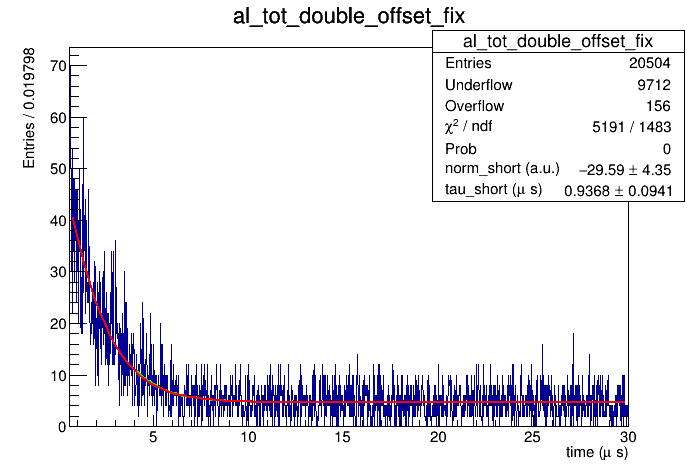 al_tot_double_offset_fix
al_tot_double_offset_fix
Entries 20504
Underflow 9712
Overflow 156
χ² / ndf 5191 / 1483
Prob 0
norm_short (a.u.) −29.59 ± 4.35
tau_short (μ s) 0.9368 ± 0.0941
Entries / 0.019798
70
60
50
40
30
20
10
0
5 10 15 20 25 30
time (μ s)